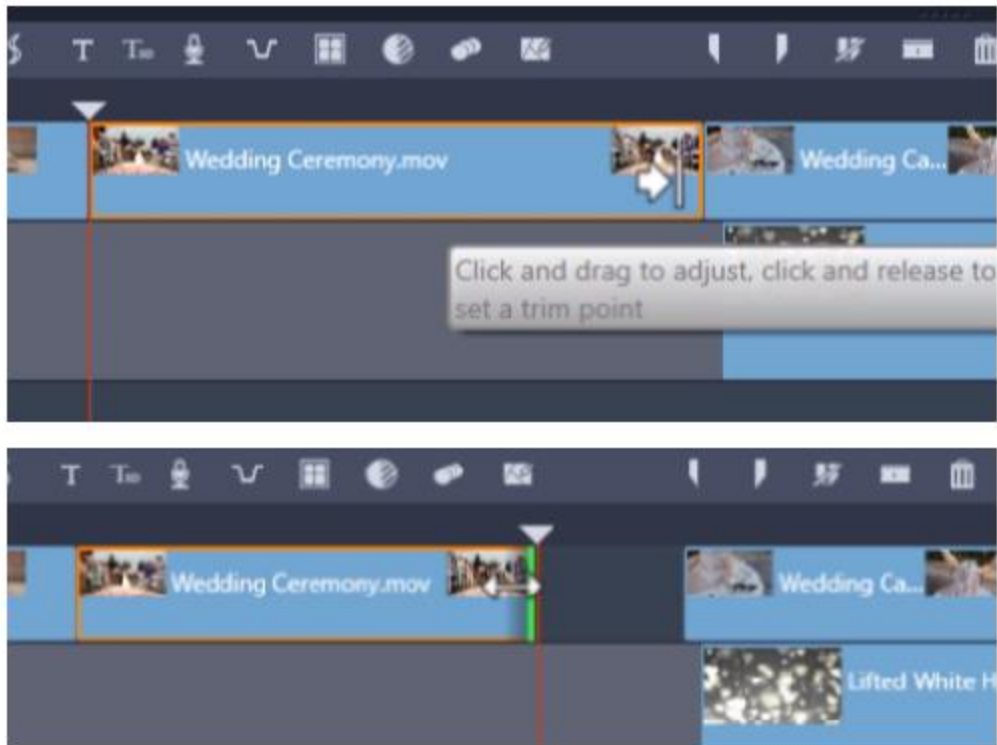 Wedding Ceremony.mov
Wedding Ca...
Click and drag to adjust, click and release to
set a trim point
Wedding Ceremony.mov
Wedding Ca...
Lifted White H